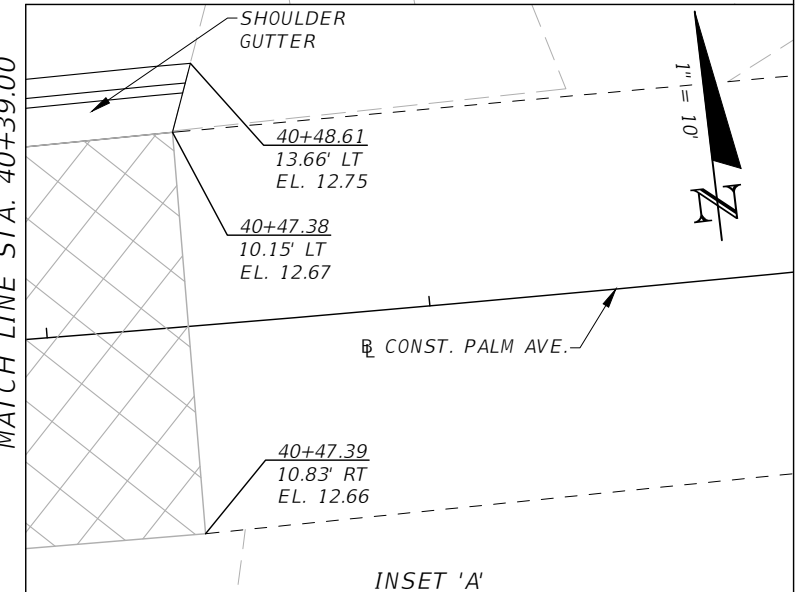 SHOULDER
GUTTER
MATCH LINE STA. 40+39.00
1" = 10'
N
40+48.61
13.66' LT
EL. 12.75
40+47.38
10.15' LT
EL. 12.67
BL CONST. PALM AVE.
40+47.39
10.83' RT
EL. 12.66
INSET 'A'